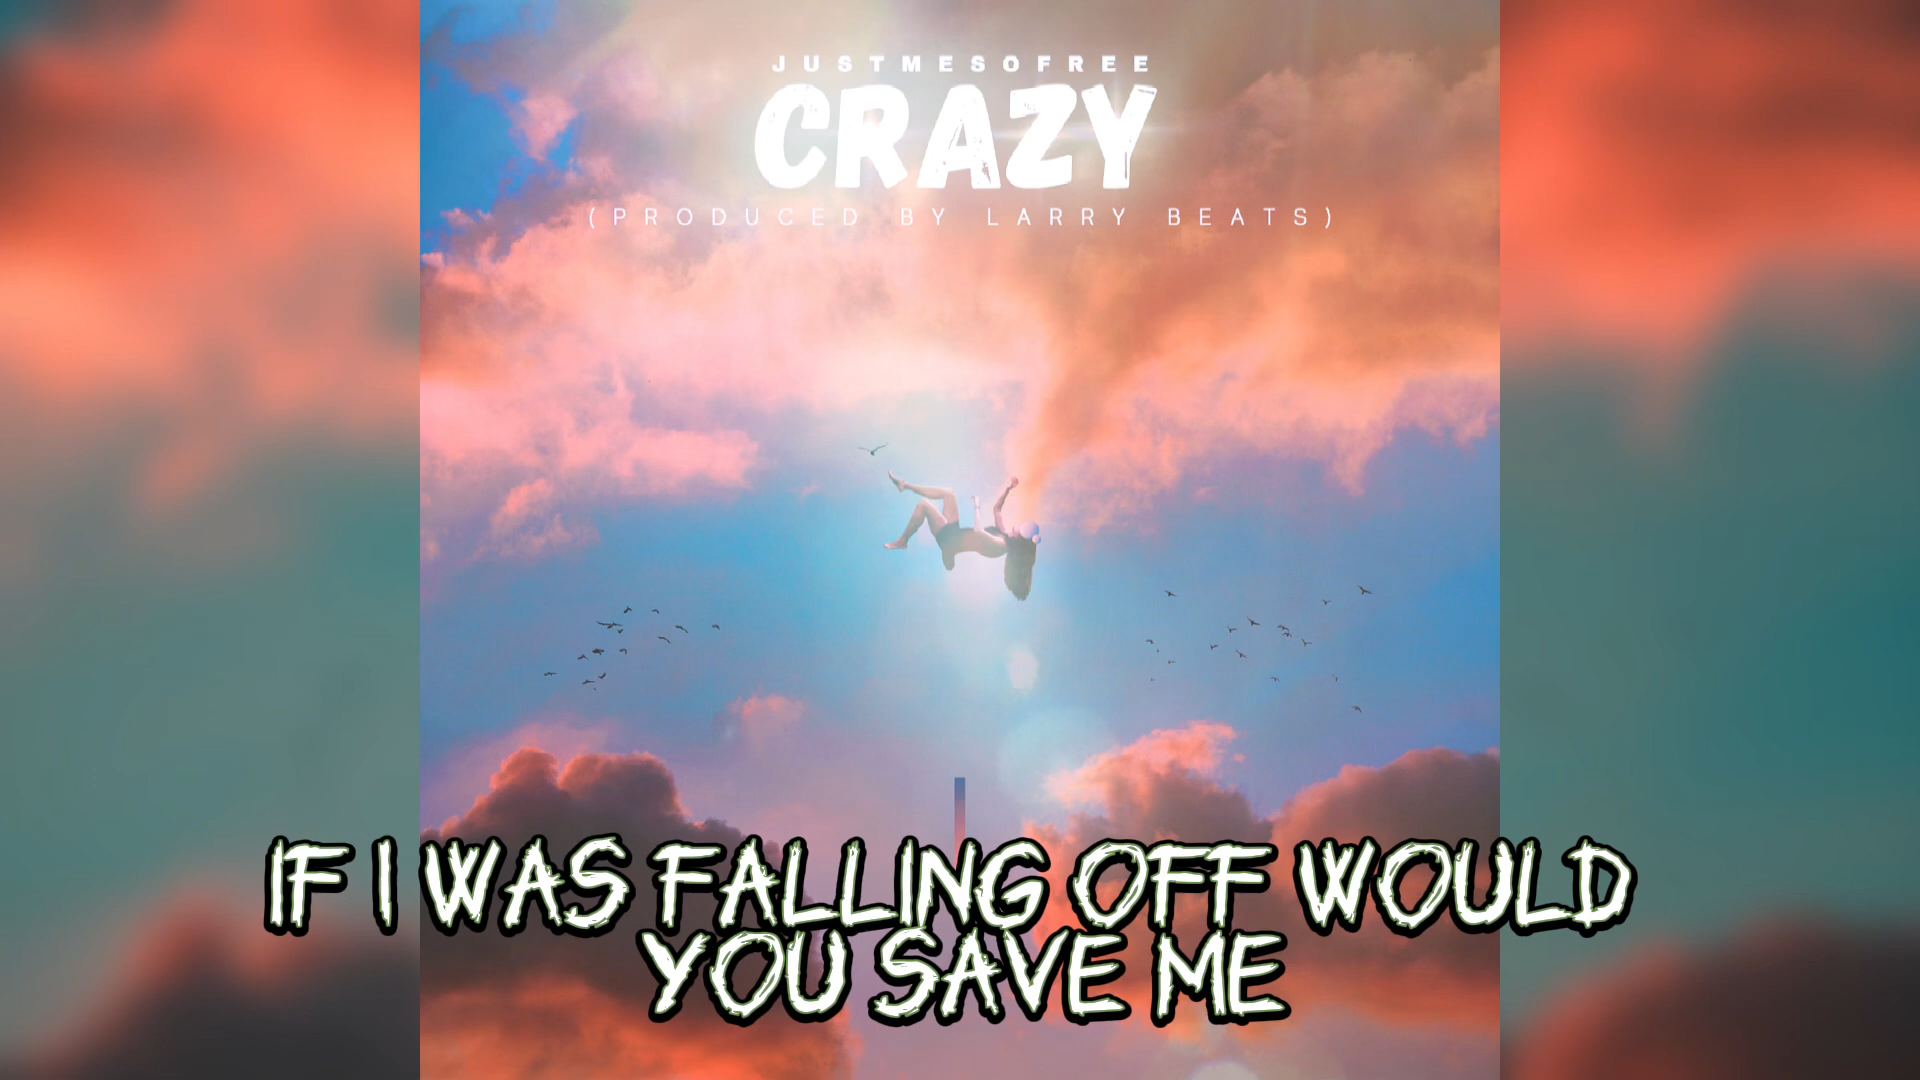 JUSTMESOFREE
CRAZY
(PRODUCED BY LARRY BEATS)
IF I WAS FALLING OFF WOULD
YOU SAVE ME